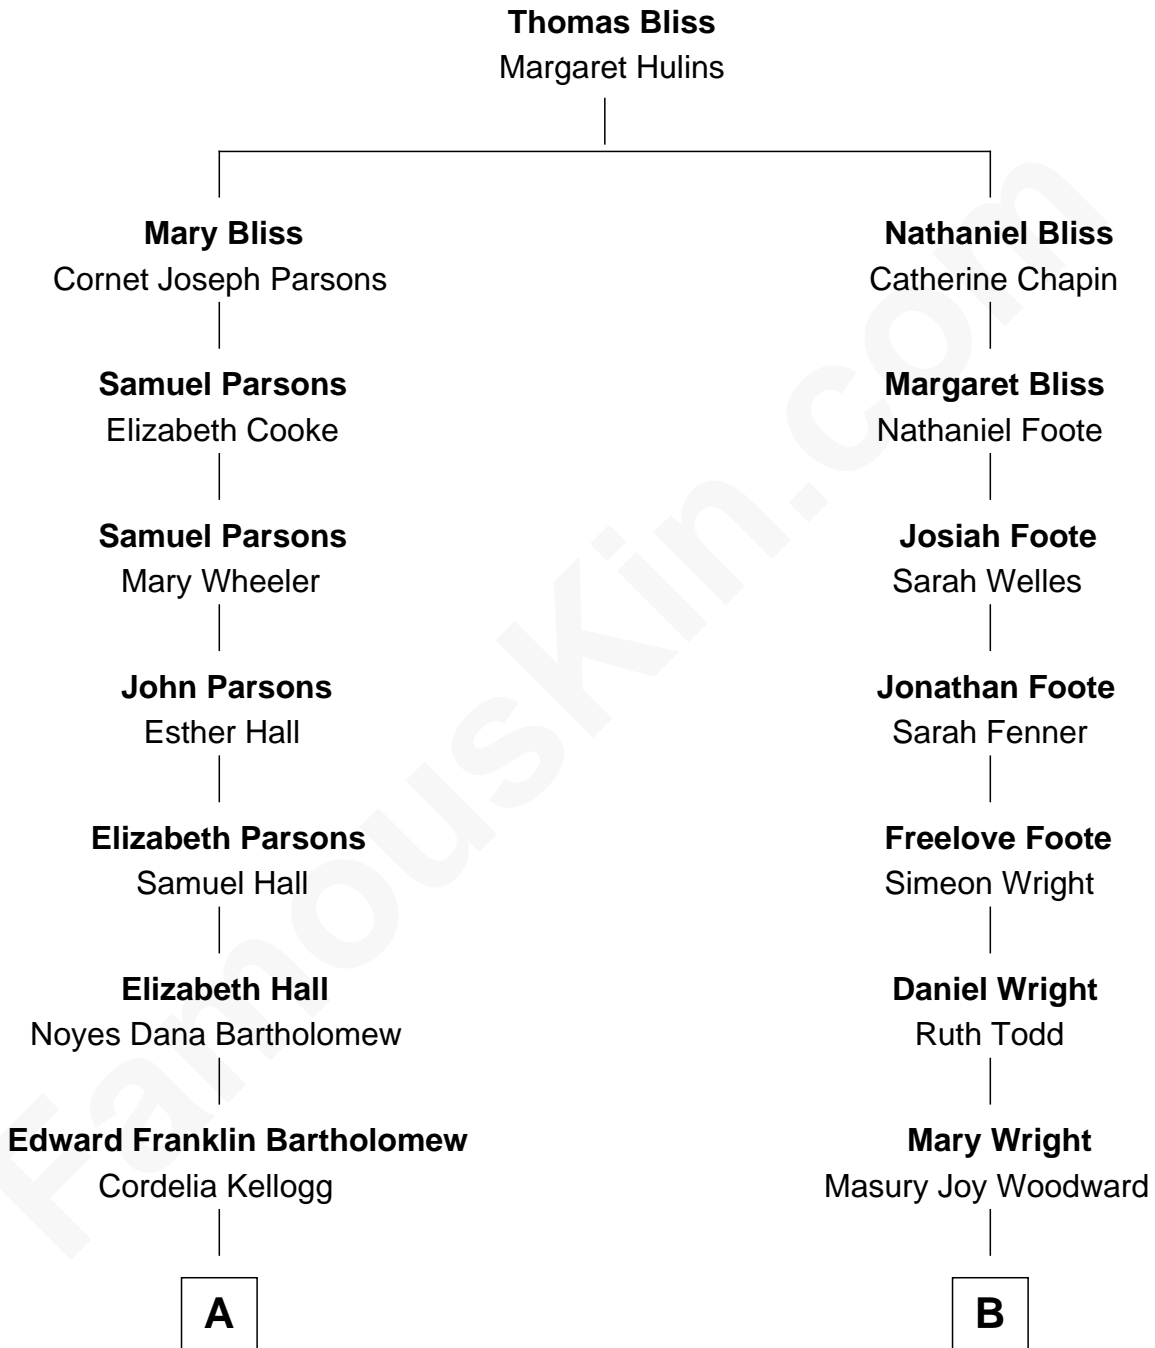 Thomas Bliss
Margaret Hulins
Mary Bliss
Cornet Joseph Parsons
Samuel Parsons
Elizabeth Cooke
Samuel Parsons
Mary Wheeler
John Parsons
Esther Hall
Elizabeth Parsons
Samuel Hall
Elizabeth Hall
Noyes Dana Bartholomew
Edward Franklin Bartholomew
Cordelia Kellogg
A
Nathaniel Bliss
Catherine Chapin
Margaret Bliss
Nathaniel Foote
Josiah Foote
Sarah Welles
Jonathan Foote
Sarah Fenner
Freelove Foote
Simeon Wright
Daniel Wright
Ruth Todd
Mary Wright
Masury Joy Woodward
B
FamousKin.com